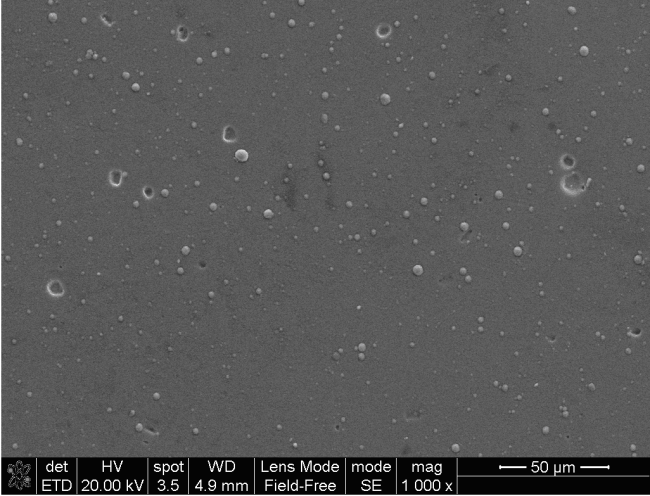 det HV spot WD Lens Mode mode mag
50 µm
ETD 20.00 kV 3.5 4.9 mm Field-Free SE 1 000 x